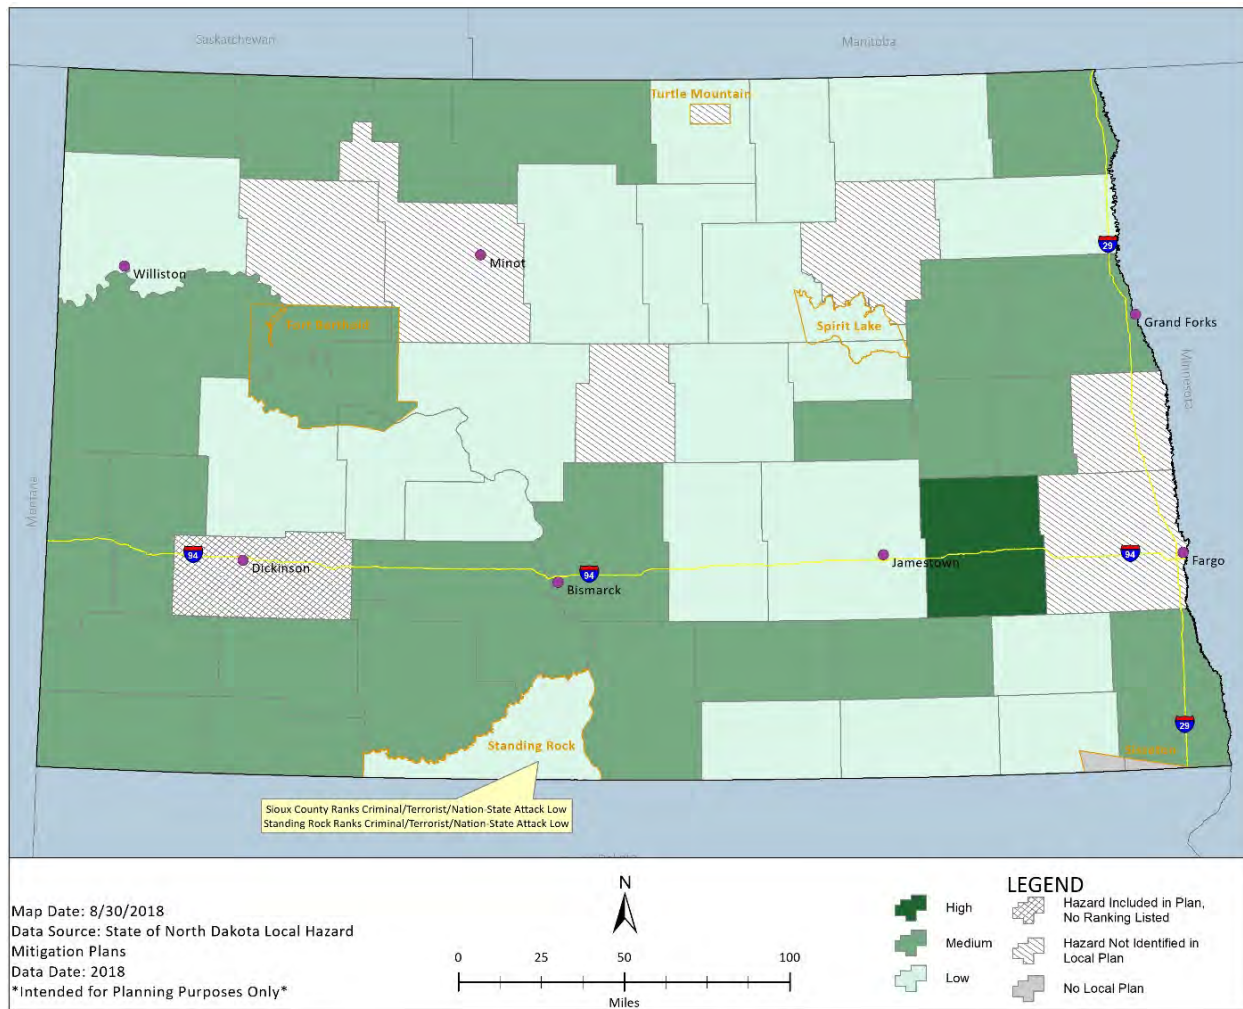 Saskatchewan
Manitoba
Turtle Mountain
29
Williston
Minot
Spirit Lake
Grand Forks
Minnesota
Montana
94
Dickinson
94
Bismarck
Jamestown
94
Fargo
Standing Rock
29
Sioux County Ranks Criminal/Terrorist/Nation-State Attack Low
Standing Rock Ranks Criminal/Terrorist/Nation-State Attack Low
Map Date: 8/30/2018
Data Source: State of North Dakota Local Hazard
Mitigation Plans
Data Date: 2018
*Intended for Planning Purposes Only*
N
0 25 50 100
Miles
LEGEND
High
Medium
Low
Hazard Included in Plan,
No Ranking Listed
Hazard Not Identified in
Local Plan
No Local Plan